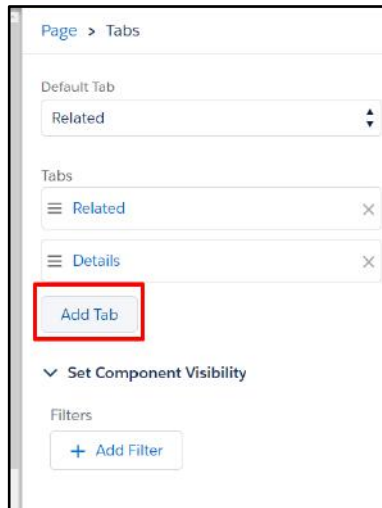 Page > Tabs
Default Tab
Related
Tabs
Related
Details
Add Tab
Set Component Visibility
Filters
+ Add Filter